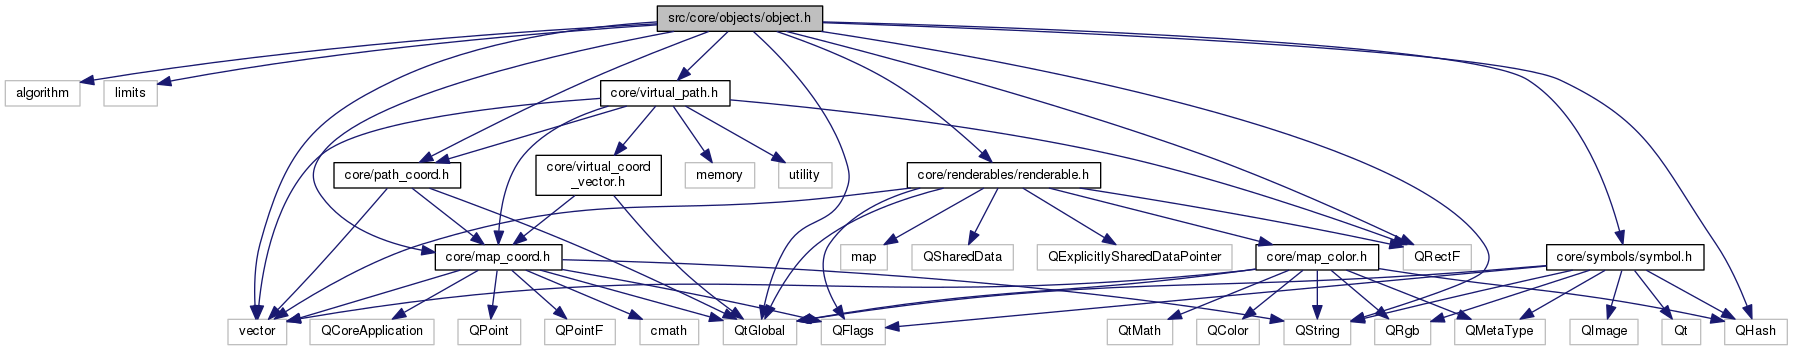 src/core/objects/object.h
algorithm
limits
core/virtual_path.h
core/path_coord.h
core/virtual_coord
_vector.h
memory
utility
core/renderables/renderable.h
core/map_coord.h
map
QSharedData
QExplicitlySharedDataPointer
core/map_color.h
QRectF
core/symbols/symbol.h
vector
QCoreApplication
QPoint
QPointF
cmath
QtGlobal
QFlags
QtMath
QColor
QString
QRgb
QMetaType
QImage
Qt
QHash